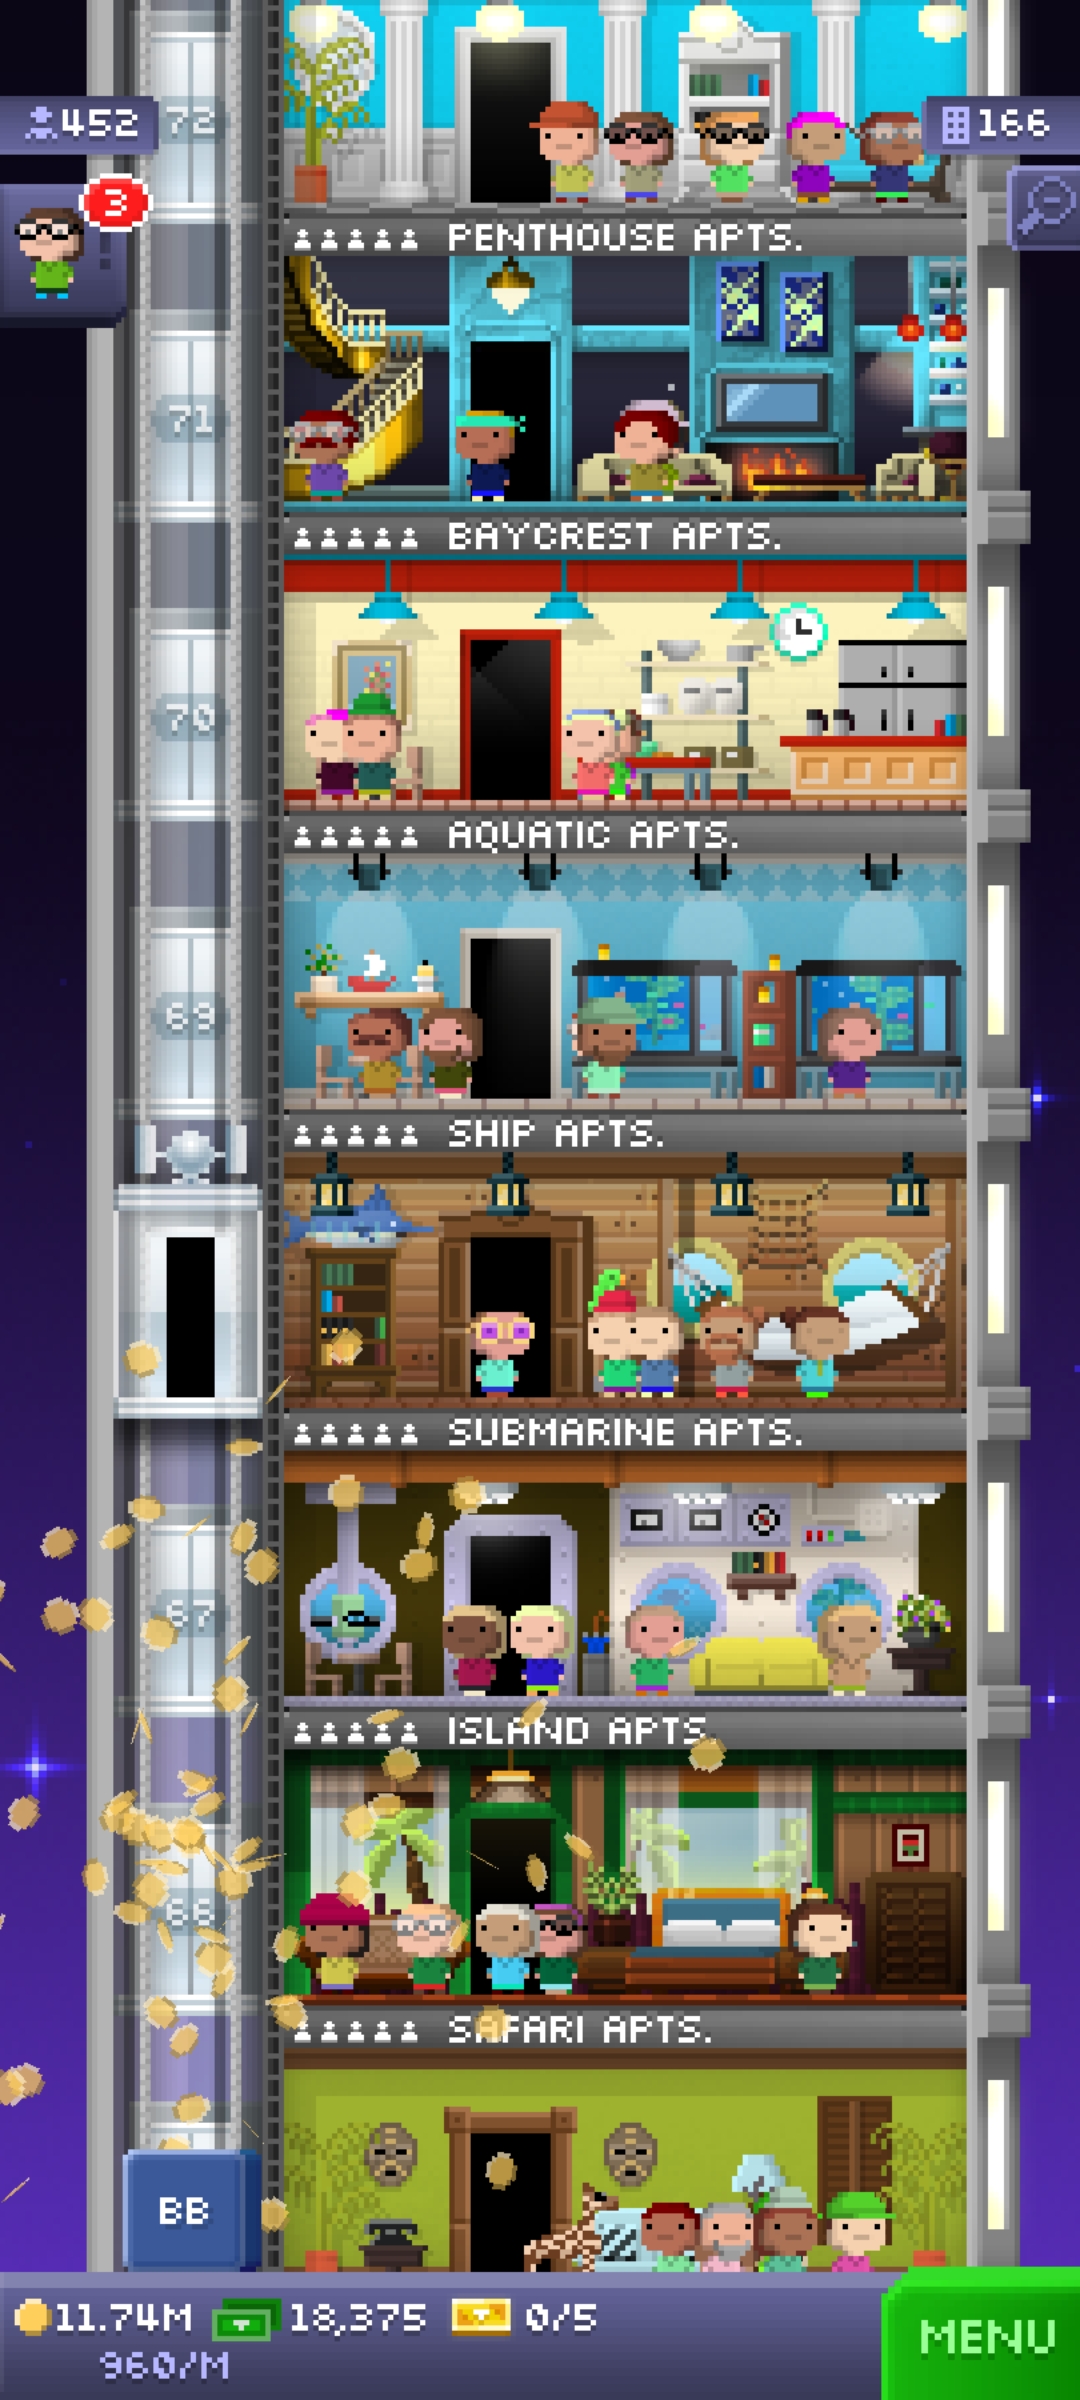 72
452
166
3
PENTHOUSE APTS.
71
BAYCREST APTS.
70
AQUATIC APTS.
69
SHIP APTS.
SUBMARINE APTS.
67
ISLAND APTS.
66
SAFARI APTS.
BB
11.74M 18,375 0/5
MENU
960/M